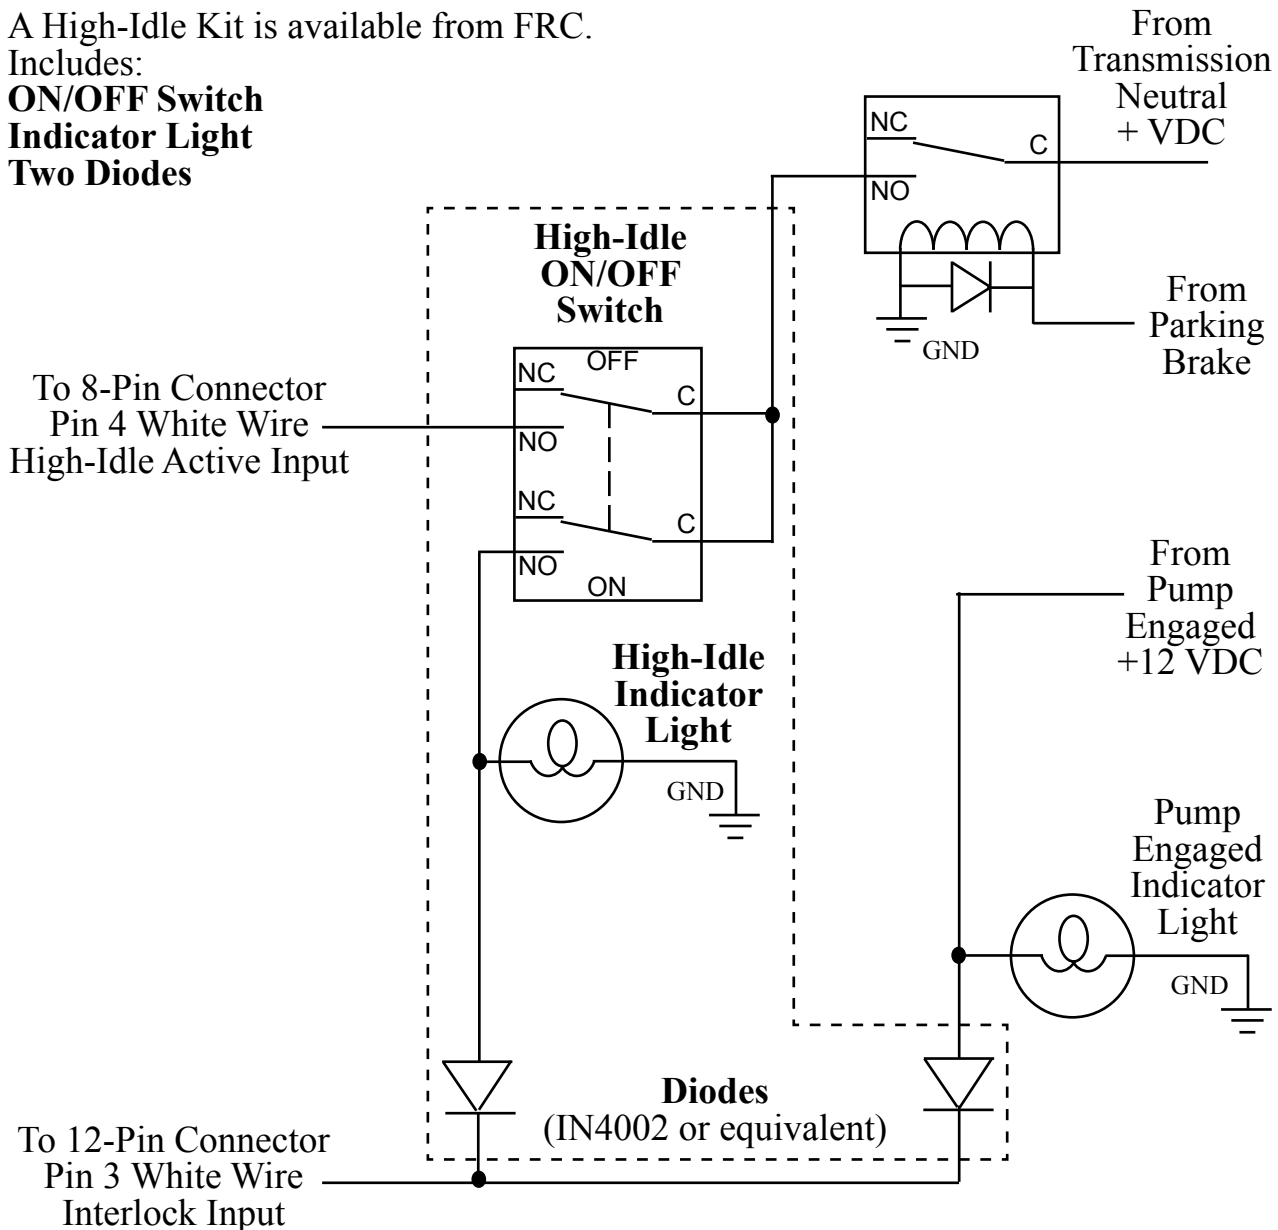 A High-Idle Kit is available from FRC.
Includes:
ON/OFF Switch
Indicator Light
Two Diodes
From
Transmission
Neutral
+ VDC
NC
C
NO
GND
From
Parking
Brake
High-Idle
ON/OFF
Switch
OFF
NC
C
NO
NC
C
NO
ON
To 8-Pin Connector
Pin 4 White Wire
High-Idle Active Input
From
Pump
Engaged
+12 VDC
High-Idle
Indicator
Light
GND
Pump
Engaged
Indicator
Light
GND
Diodes
(IN4002 or equivalent)
To 12-Pin Connector
Pin 3 White Wire
Interlock Input